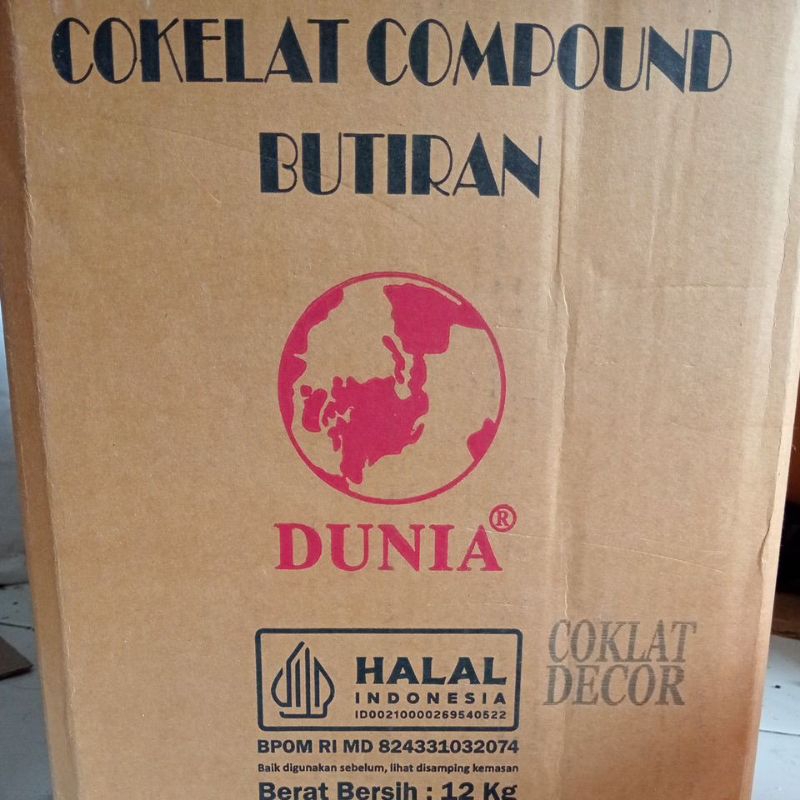 COKELAT COMPOUND
BUTIRAN
DUNIA®
HALAL
INDONESIA
ID00210000269540522
COKLAT
DECOR
BPOM RI MD 824331032074
Baik digunakan sebelum, lihat disamping kemasan
Berat Bersih : 12 Kg